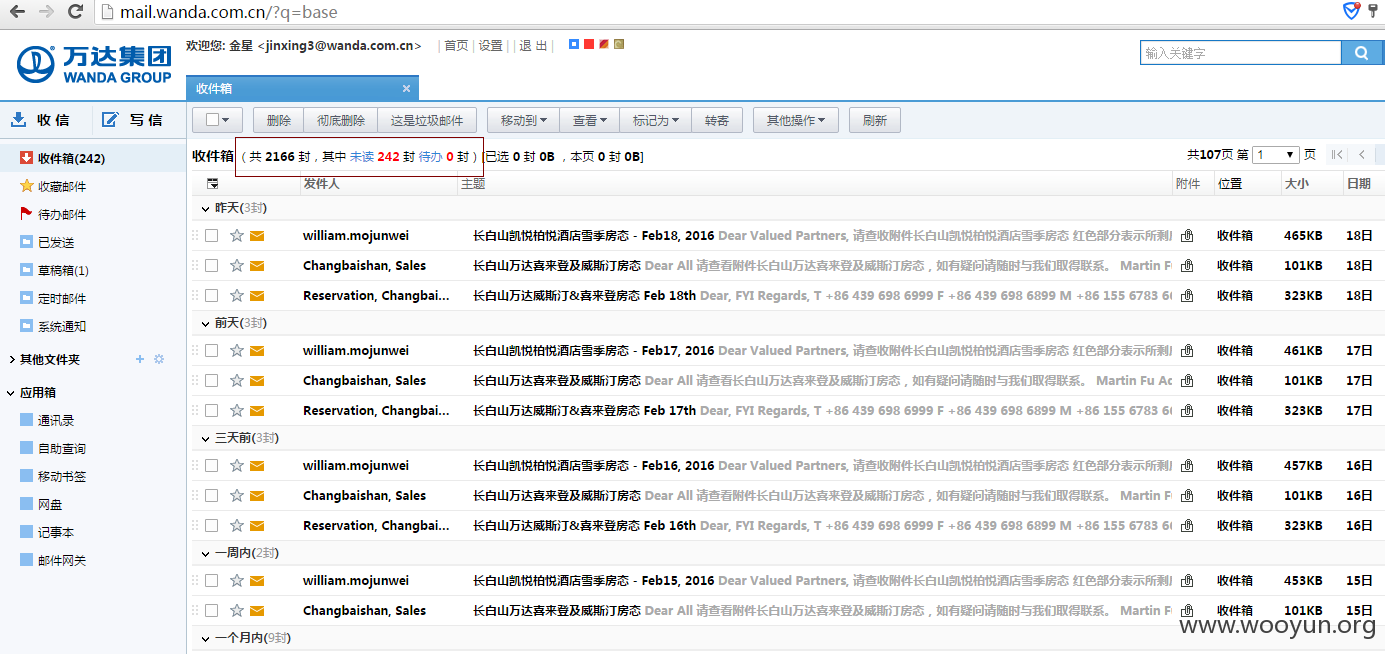 mail.wanda.com.cn/?q=base
万达集团
WANDA GROUP
欢迎您: 金星 <jinxing3@wanda.com.cn> | 首页 | 设置 | | 退 出 |
输入关键字
收件箱 ×
收 信 写 信
删除 彻底删除 这是垃圾邮件 移动到 查看 标记为 转寄 其他操作 刷新
收件箱 ( 共 2166 封 , 其中 未读 242 封 待办 0 封 ) [已选 0 封 0B , 本页 0 封 0B]
共107页 第 1 页
发件人 主题 附件 位置 大小 日期
收件箱(242)
收藏邮件
待办邮件
已发送
草稿箱(1)
定时邮件
系统通知
其他文件夹
应用箱
通讯录
自助查询
移动书签
网盘
记事本
邮件网关
昨天(3封)
william.mojunwei 长白山凯悦柏悦酒店雪季房态 - Feb18, 2016 Dear Valued Partners, 请查收附件长白山凯悦柏悦酒店雪季房态 红色部分表示所剩 收件箱 465KB 18日
Changbaishan, Sales 长白山万达喜来登及威斯汀房态 Dear All 请查看附件长白山万达喜来登及威斯汀房态，如有疑问请随时与我们取得联系。 Martin 收件箱 101KB 18日
Reservation, Changbai... 长白山万达威斯汀&喜来登房态 Feb 18th Dear, FYI Regards, T +86 439 698 6999 F +86 439 698 6899 M +86 155 6783 收件箱 323KB 18日
前天(3封)
william.mojunwei 长白山凯悦柏悦酒店雪季房态 - Feb17, 2016 Dear Valued Partners, 请查收附件长白山凯悦柏悦酒店雪季房态 红色部分表示所剩 收件箱 461KB 17日
Changbaishan, Sales 长白山万达喜来登及威斯汀房态 Dear All 请查看长白山万达喜来登及威斯汀房态，如有疑问请随时与我们取得联系。 Martin Fu 收件箱 101KB 17日
Reservation, Changbai... 长白山万达威斯汀&喜来登房态 Feb 17th Dear, FYI Regards, T +86 439 698 6999 F +86 439 698 6899 M +86 155 6783 收件箱 323KB 17日
三天前(3封)
william.mojunwei 长白山凯悦柏悦酒店雪季房态 - Feb16, 2016 Dear Valued Partners, 请查收附件长白山凯悦柏悦酒店雪季房态 红色部分表示所剩 收件箱 457KB 16日
Changbaishan, Sales 长白山万达喜来登及威斯汀房态 Dear All 请查看附件长白山万达喜来登及威斯汀房态，如有疑问请随时与我们取得联系。 Martin 收件箱 101KB 16日
Reservation, Changbai... 长白山万达威斯汀&喜来登房态 Feb 16th Dear, FYI Regards, T +86 439 698 6999 F +86 439 698 6899 M +86 155 6783 收件箱 323KB 16日
一周内(2封)
william.mojunwei 长白山凯悦柏悦酒店雪季房态 - Feb15, 2016 Dear Valued Partners, 请查收附件长白山凯悦柏悦酒店雪季房态 红色部分表示所剩 收件箱 453KB 15日
Changbaishan, Sales 长白山万达喜来登及威斯汀房态 Dear All 请查看附件长白山万达喜来登及威斯汀房态，如有疑问请随时与我们取得联系。 Martin 收件箱 101KB 15日
一个月内(9封)
www.wooyun.org